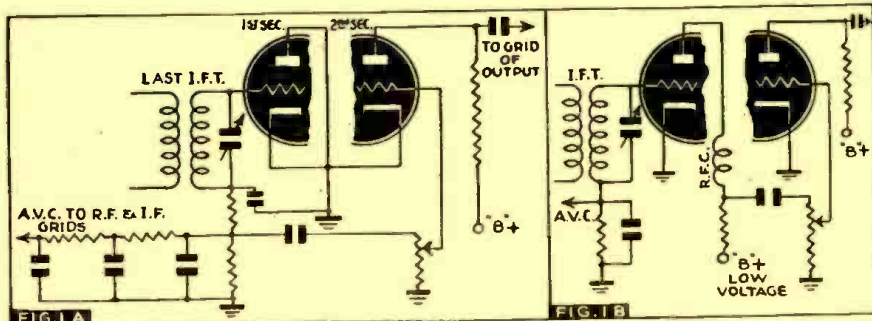 1ST SEC.
2ND SEC.
TO GRID
OF
OUTPUT
LAST I.F.T.
A.V.C. TO R.F. & I.F.
GRIDS
"B"+
FIG. 1A
I.F.T.
A.V.C.
R.F.C.
"B"+
"B"+
LOW
VOLTAGE
FIG. 1B